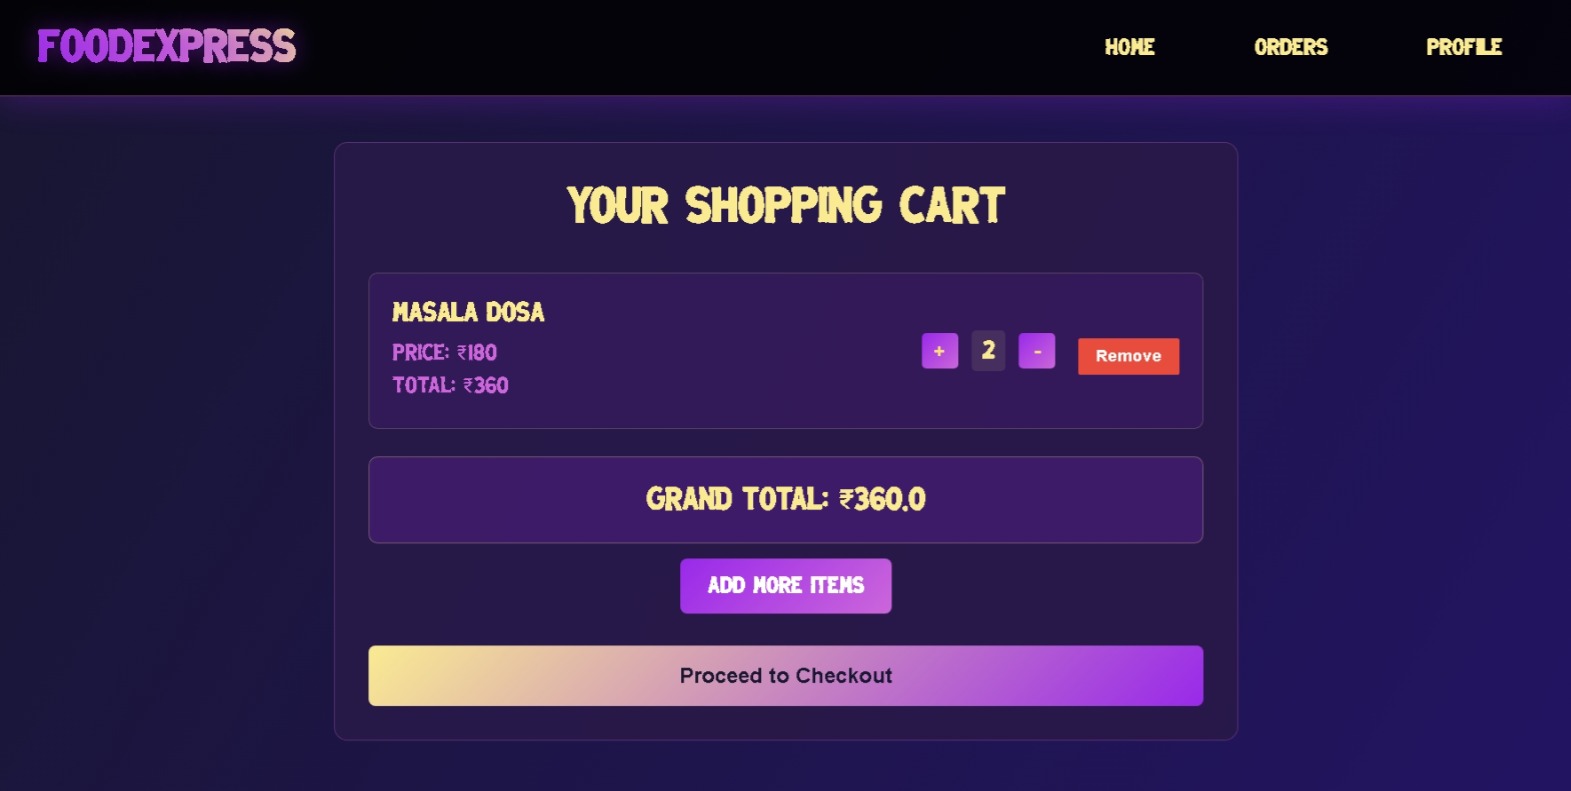 FOODEXPRESS
HOME ORDERS PROFILE
YOUR SHOPPING CART
MASALA DOSA
PRICE: ₹180
TOTAL: ₹360
+ 2 - Remove
GRAND TOTAL: ₹360.0
ADD MORE ITEMS
Proceed to Checkout